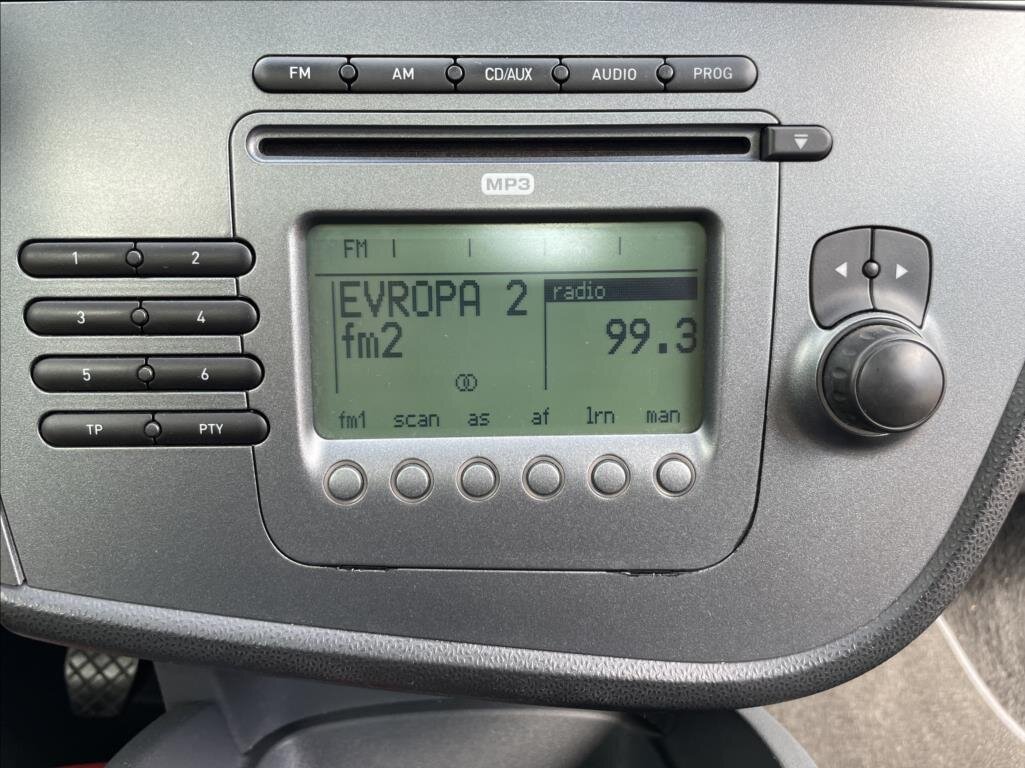 FM AM CD/AUX AUDIO PROG
MP3
1 2
3 4
5 6
TP PTY
FM
EVROPA 2
fm2
radio
99.3
fm1 scan as af lrn man